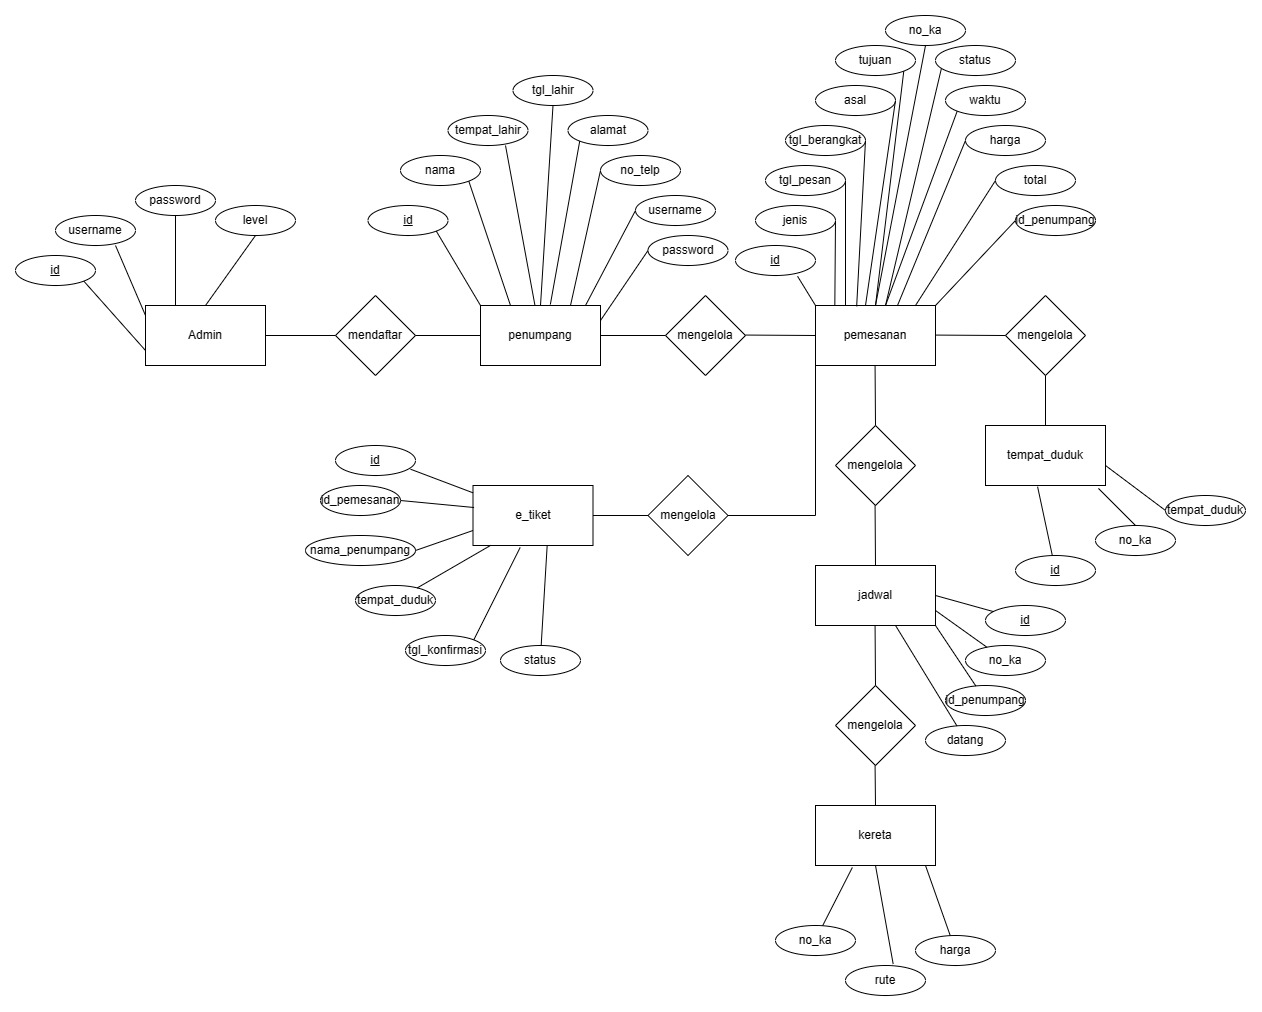 no_ka
tujuan
status
tgl_lahir
asal
waktu
tempat_lahir
alamat
tgl_berangkat
harga
nama
no_telp
tgl_pesan
total
password
username
level
id
jenis
id_penumpang
username
password
id
id
Admin
mendaftar
penumpang
mengelola
pemesanan
mengelola
id
mengelola
tempat_duduk
id_pemesanan
e_tiket
mengelola
tempat_duduk
nama_penumpang
no_ka
id
tempat_duduk
jadwal
id
tgl_konfirmasi
status
no_ka
id_penumpang
mengelola
datang
kereta
no_ka
harga
rute